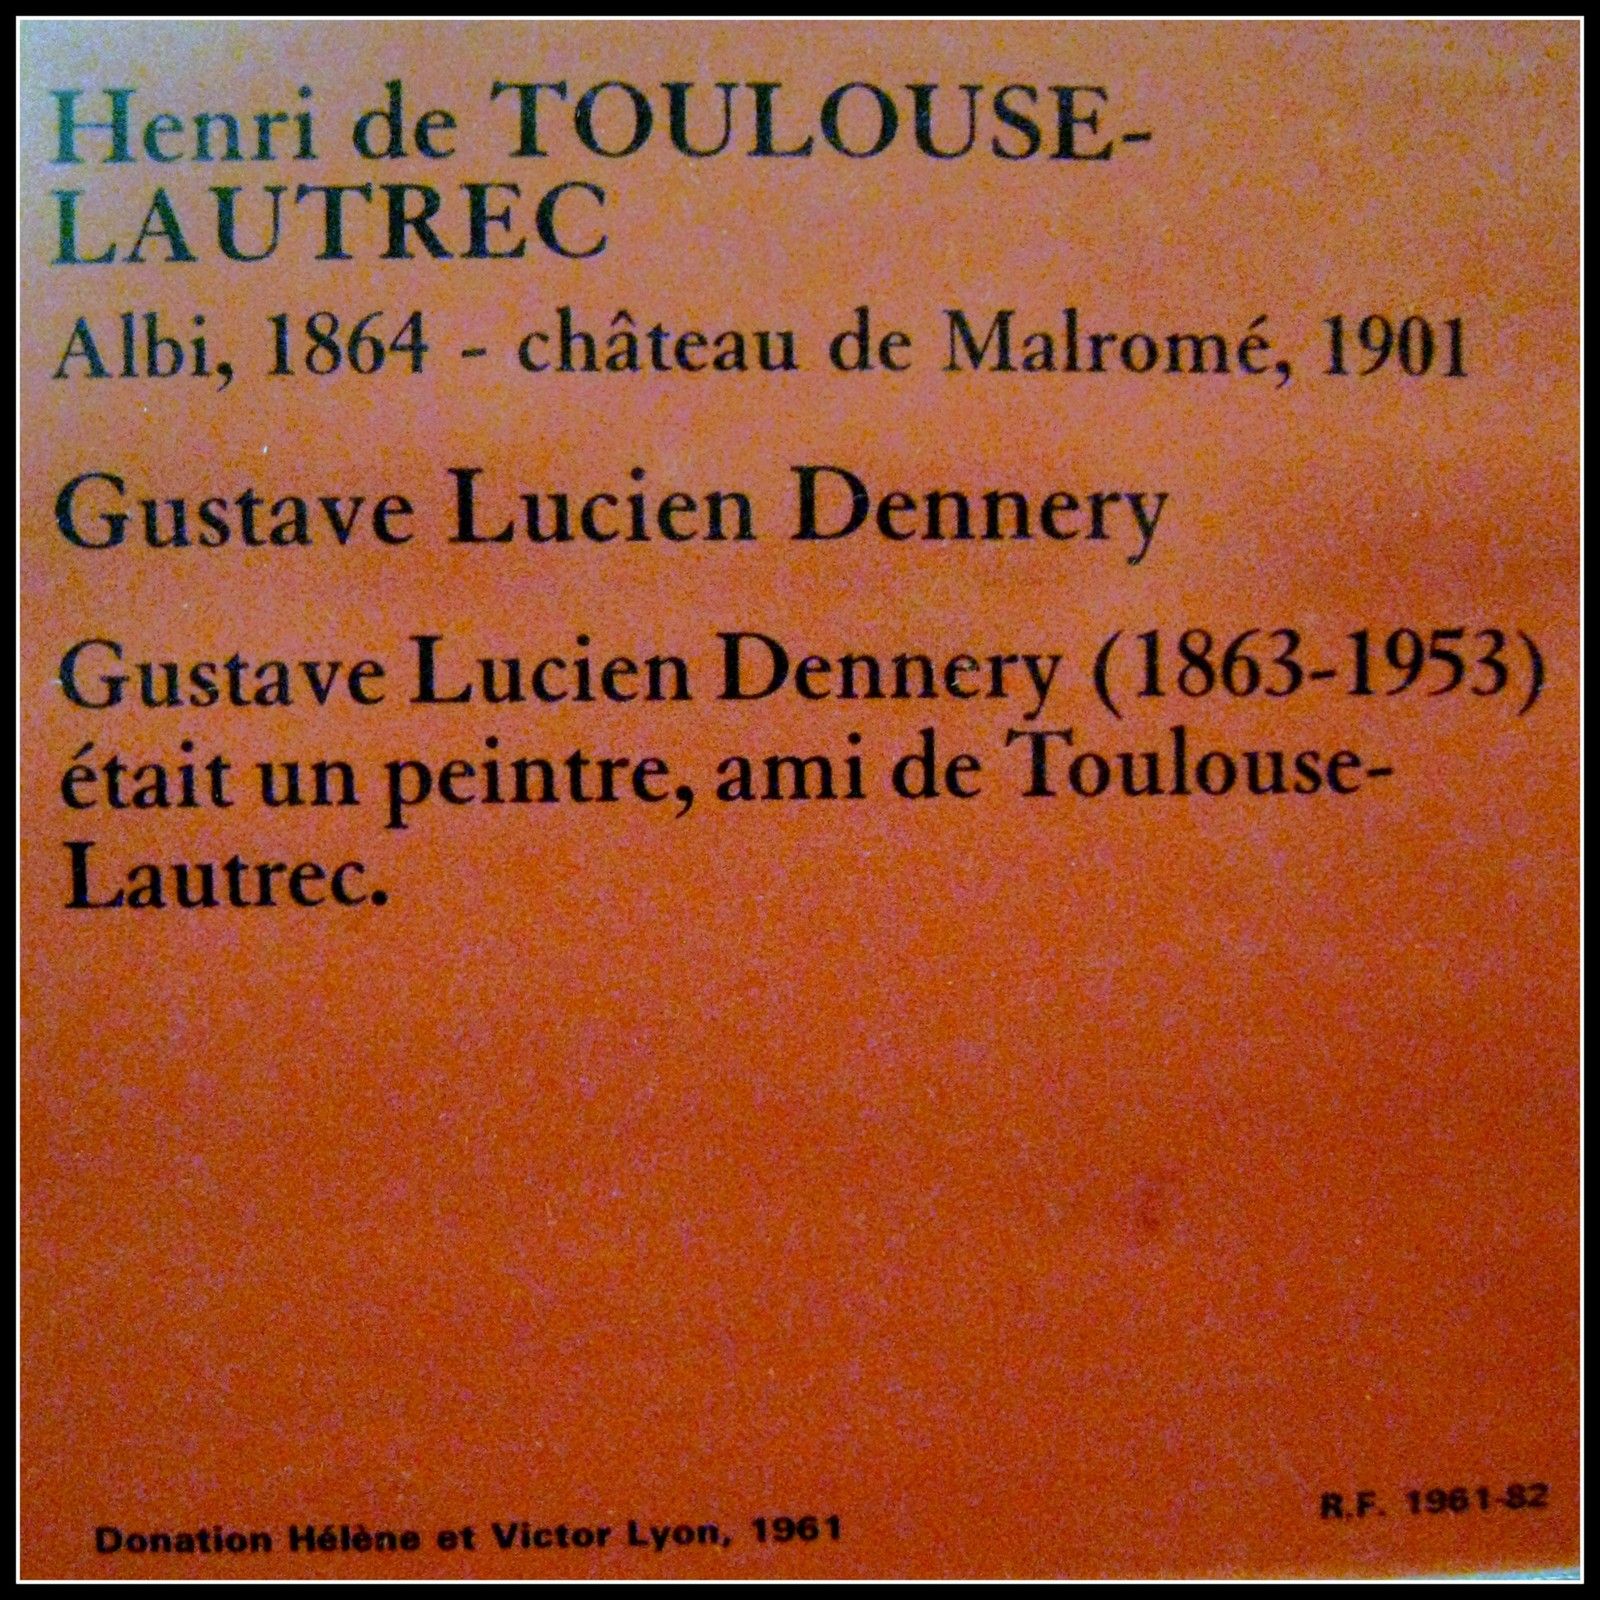 Henri de TOULOUSE-
LAUTREC
Albi, 1864 - château de Malromé, 1901
Gustave Lucien Dennery
Gustave Lucien Dennery (1863-1953)
était un peintre, ami de Toulouse-
Lautrec.
Donation Hélène et Victor Lyon, 1961
R.F. 1961-82